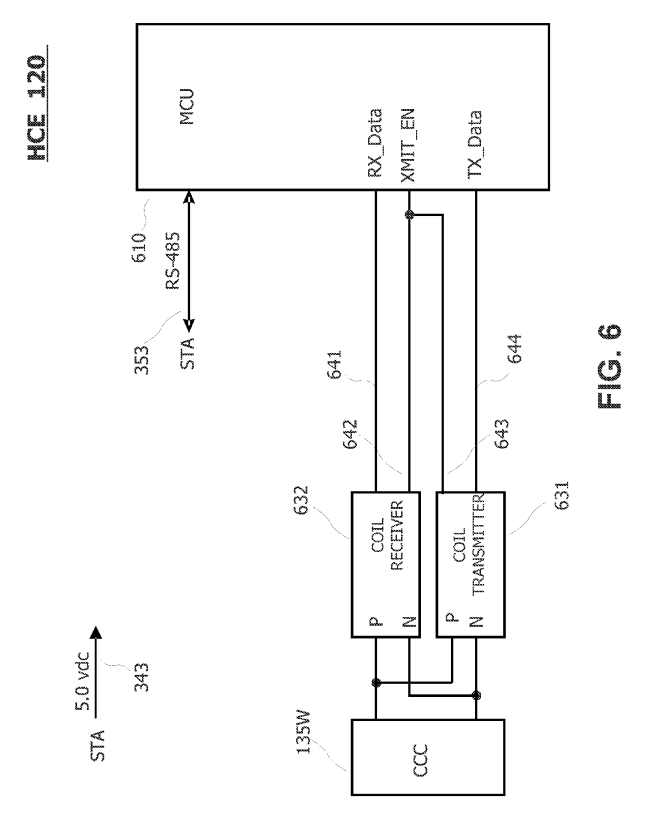 HCE 120
MCU
RX_Data
XMIT_EN
TX_Data
610
RS-485
353
STA
641
642
643
644
FIG. 6
632
COIL
RECEIVER
P
N
631
COIL
TRANSMITTER
P
N
5.0 vdc
STA
343
135W
CCC